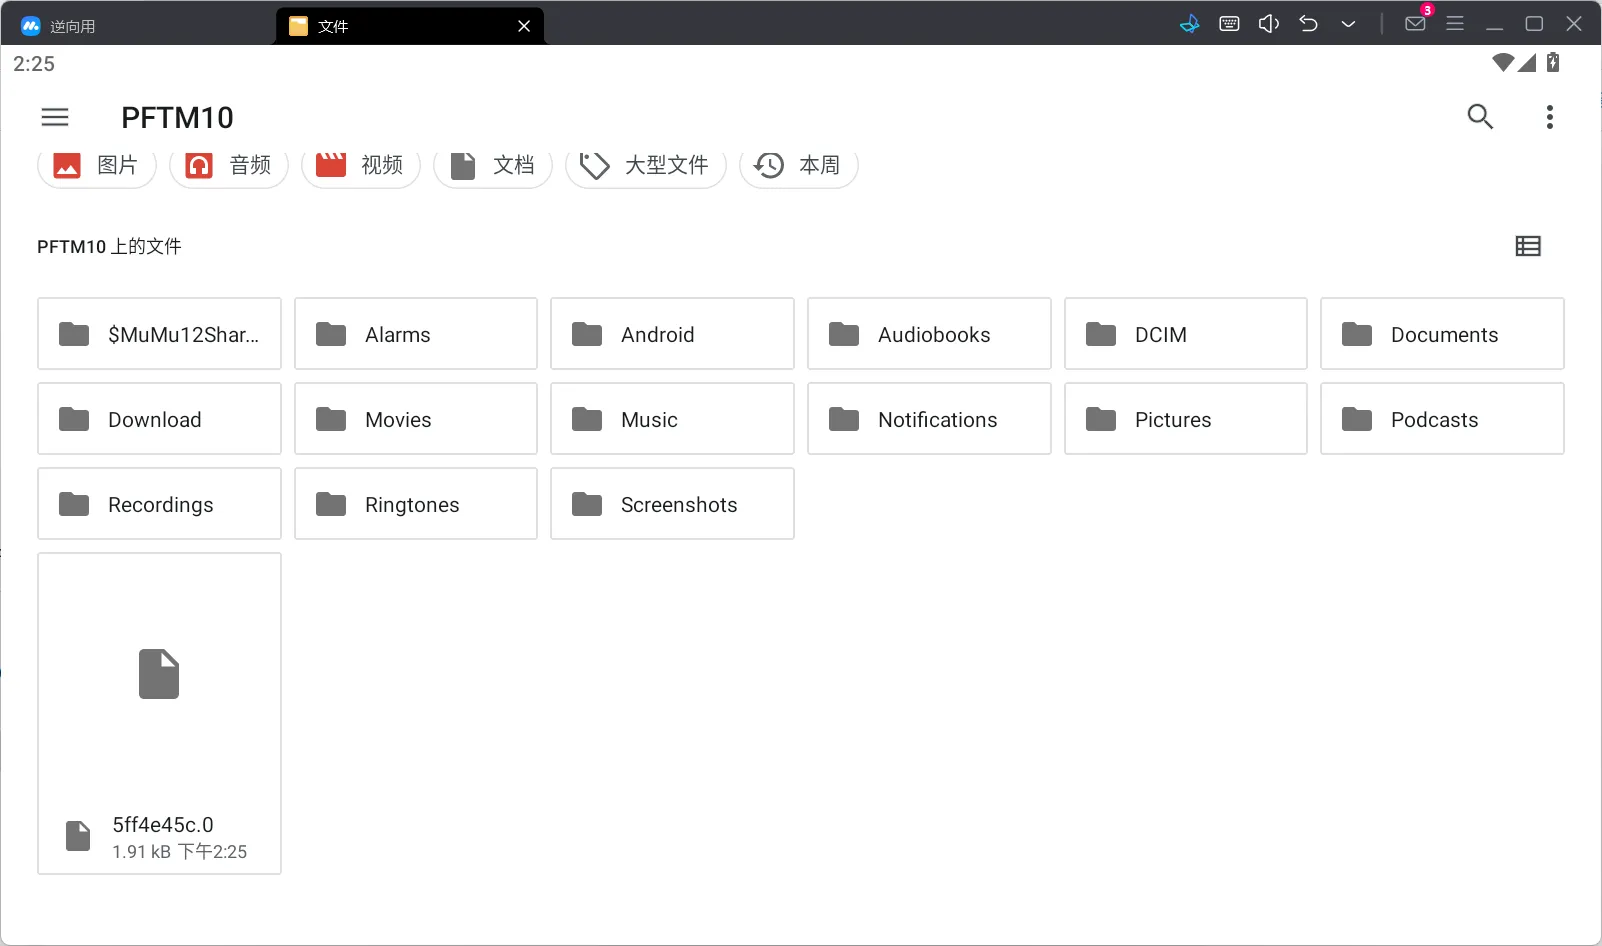 逆向用
文件
3
2:25
PFTM10
图片
音频
视频
文档
大型文件
本周
PFTM10 上的文件
$MuMu12Shar...
Alarms
Android
Audiobooks
DCIM
Documents
Download
Movies
Music
Notifications
Pictures
Podcasts
Recordings
Ringtones
Screenshots
5ff4e45c.0
1.91 kB 下午2:25